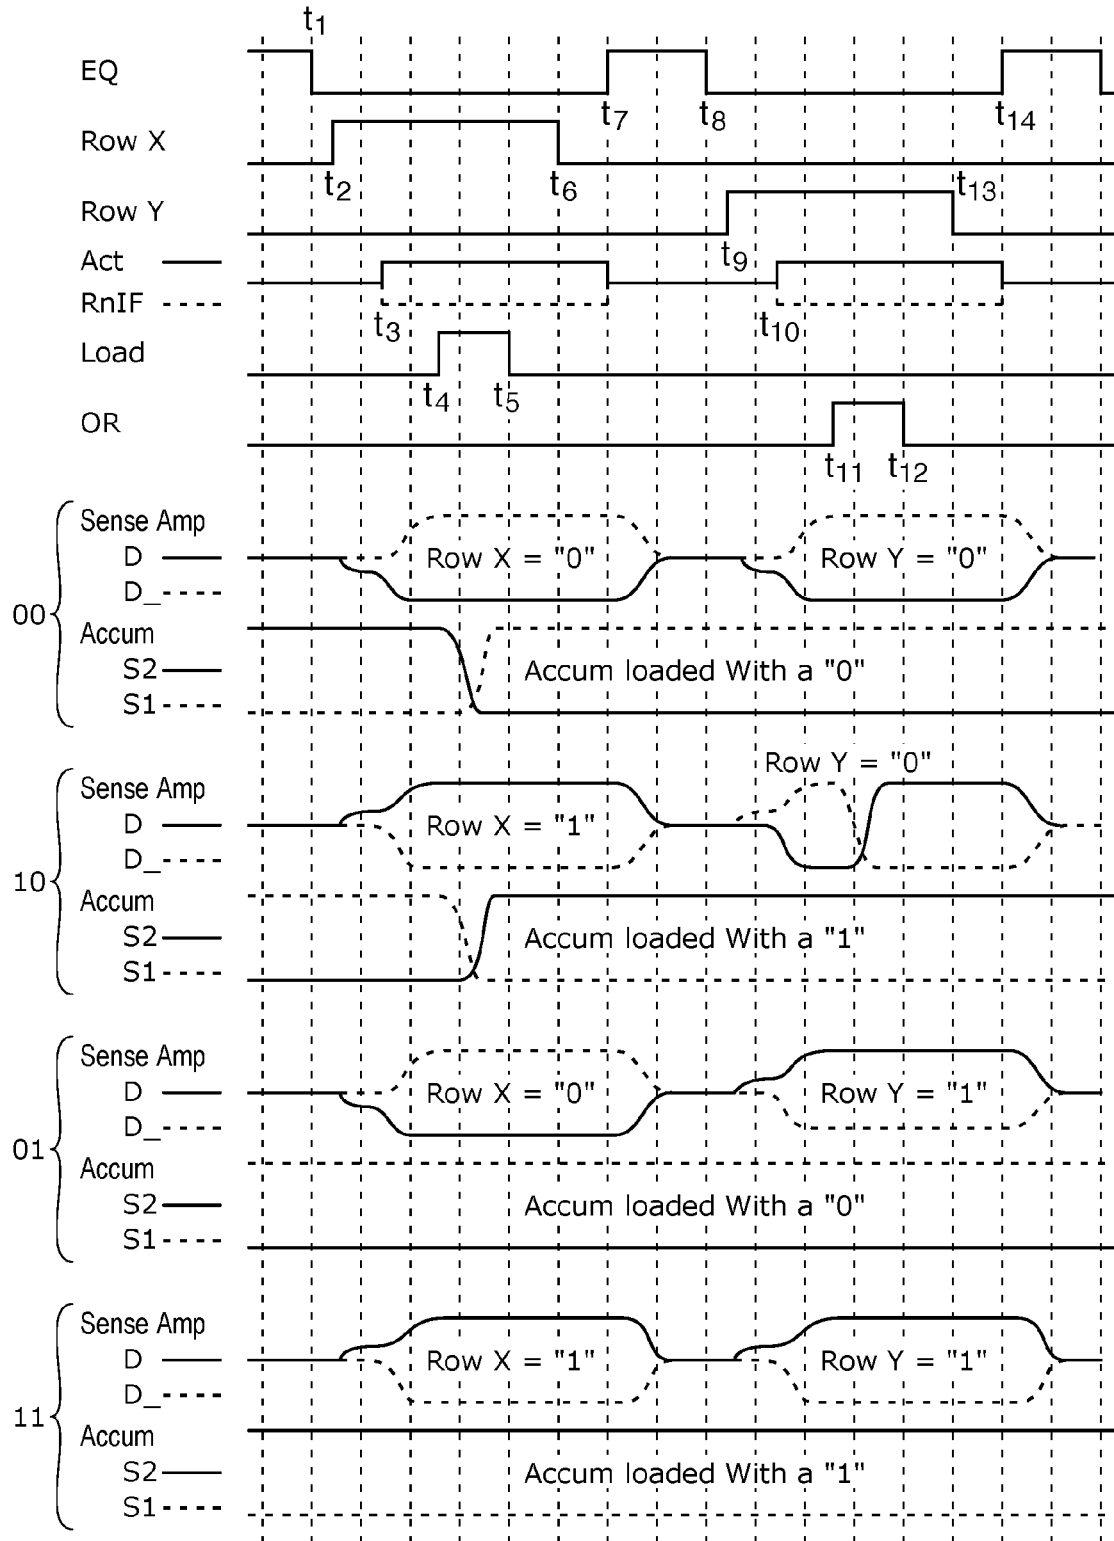 t1
EQ
t7 t8 t14
Row X
t2 t6 t13
Row Y
t9
Act
RnIF
t3 t10
Load
t4 t5
OR
t11 t12
00
Sense Amp
D
D_
Row X = "0" Row Y = "0"
Accum
S2
S1
Accum loaded With a "0"
10
Row Y = "0"
Sense Amp
D
D_
Row X = "1"
Accum
S2
S1
Accum loaded With a "1"
01
Sense Amp
D
D_
Row X = "0" Row Y = "1"
Accum
S2
S1
Accum loaded With a "0"
11
Sense Amp
D
D_
Row X = "1" Row Y = "1"
Accum
S2
S1
Accum loaded With a "1"